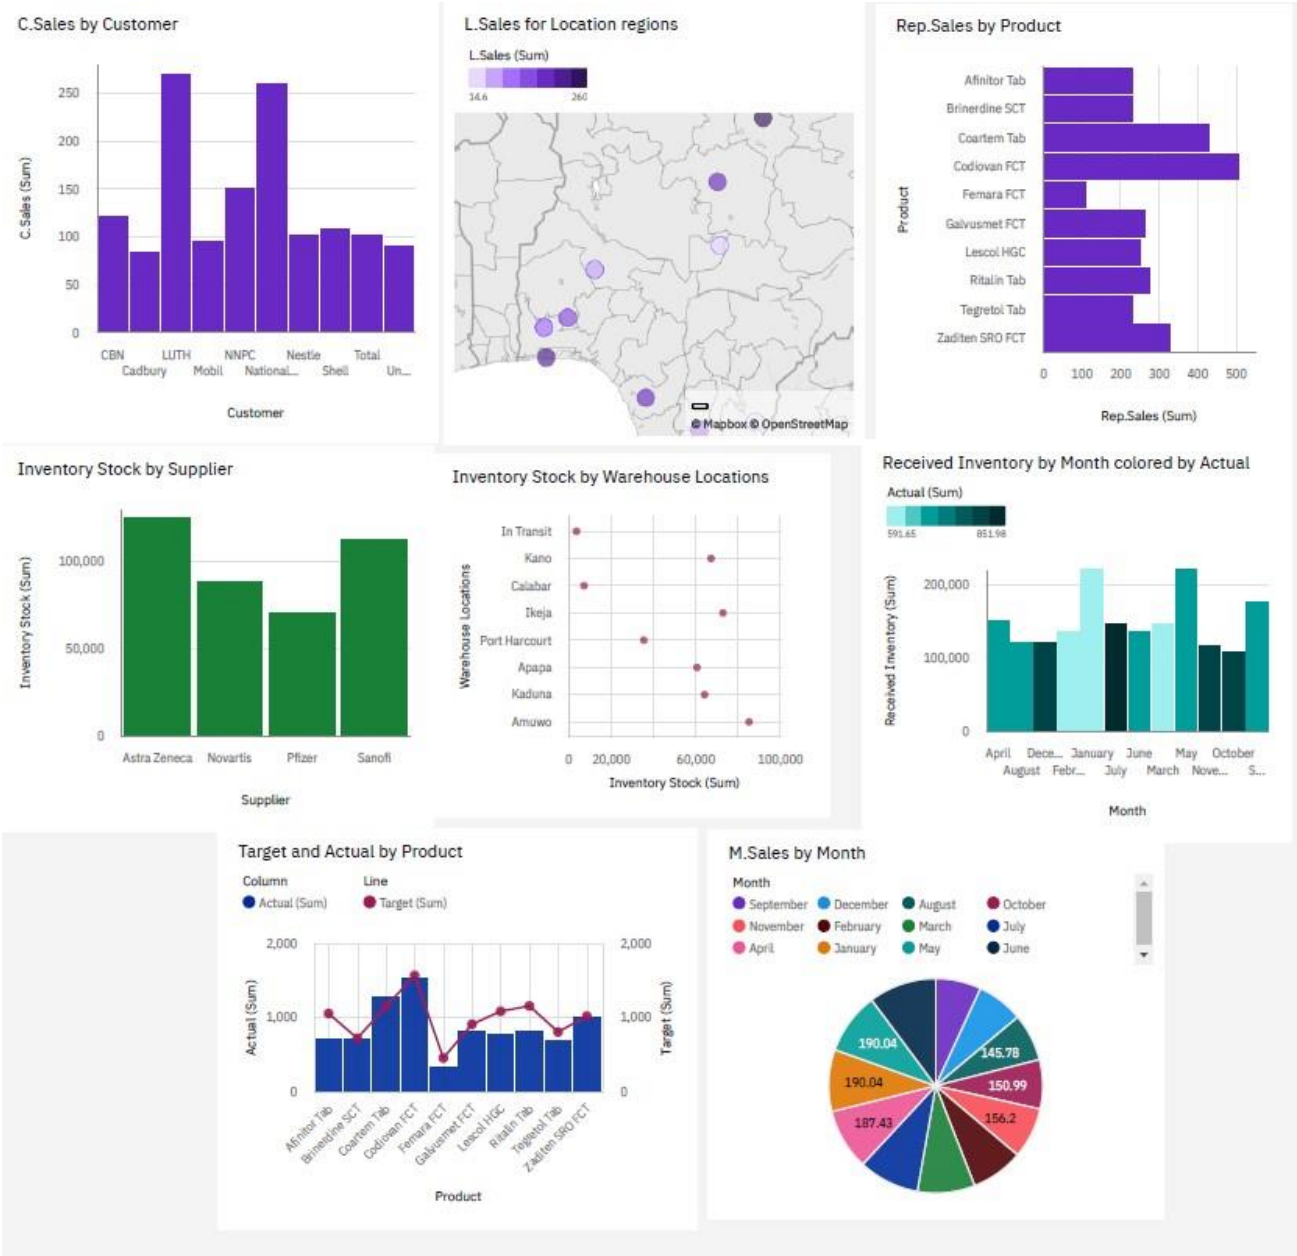 C.Sales by Customer
C.Sales (Sum)
250
200
150
100
50
0
CBN LUTH NNPC Nestle Total
Cadbury Mobil National... Shell Un...
Customer
L.Sales for Location regions
L.Sales (Sum)
14.6 260
© Mapbox © OpenStreetMap
Rep.Sales by Product
Product
Afinitor Tab
Brinerdine SCT
Coartem Tab
Codiovan FCT
Femara FCT
Galvusmet FCT
Lescol HGC
Ritalin Tab
Tegretol Tab
Zaditen SRO FCT
0 100 200 300 400 500
Rep.Sales (Sum)
Inventory Stock by Supplier
Inventory Stock (Sum)
100,000
50,000
0
Astra Zeneca Novartis Pfizer Sanofi
Supplier
Inventory Stock by Warehouse Locations
Warehouse Locations
In Transit
Kano
Calabar
Ikeja
Port Harcourt
Apapa
Kaduna
Amuwo
0 20,000 60,000 100,000
Inventory Stock (Sum)
Received Inventory by Month colored by Actual
Actual (Sum)
591.65 851.98
Received Inventory (Sum)
200,000
100,000
0
April Dece... January June May October
August Febr... July March Nove... S...
Month
Target and Actual by Product
Column Line
Actual (Sum) Target (Sum)
2,000 2,000
1,000 1,000
0 0
Actual (Sum)
Target (Sum)
Afinitor Tab
Brinerdine SCT
Coartem Tab
Codiovan FCT
Femara FCT
Galvusmet FCT
Lescol HGC
Ritalin Tab
Tegretol Tab
Zaditen SRO FCT
Product
M.Sales by Month
Month
September December August October
November February March July
April January May June
190.04
145.78
190.04
150.99
187.43
156.2